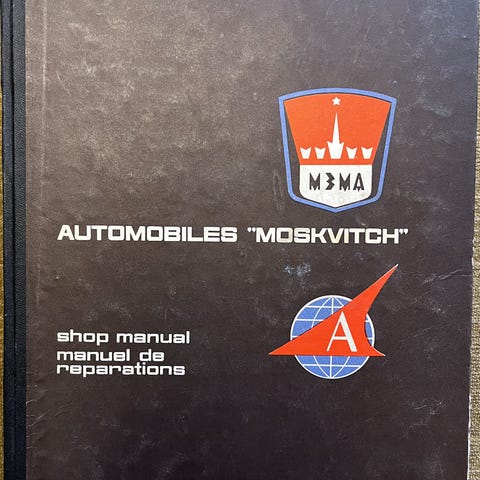 МЗМА
AUTOMOBILES "MOSKVITCH"
A
shop manual
manuel de
reparations